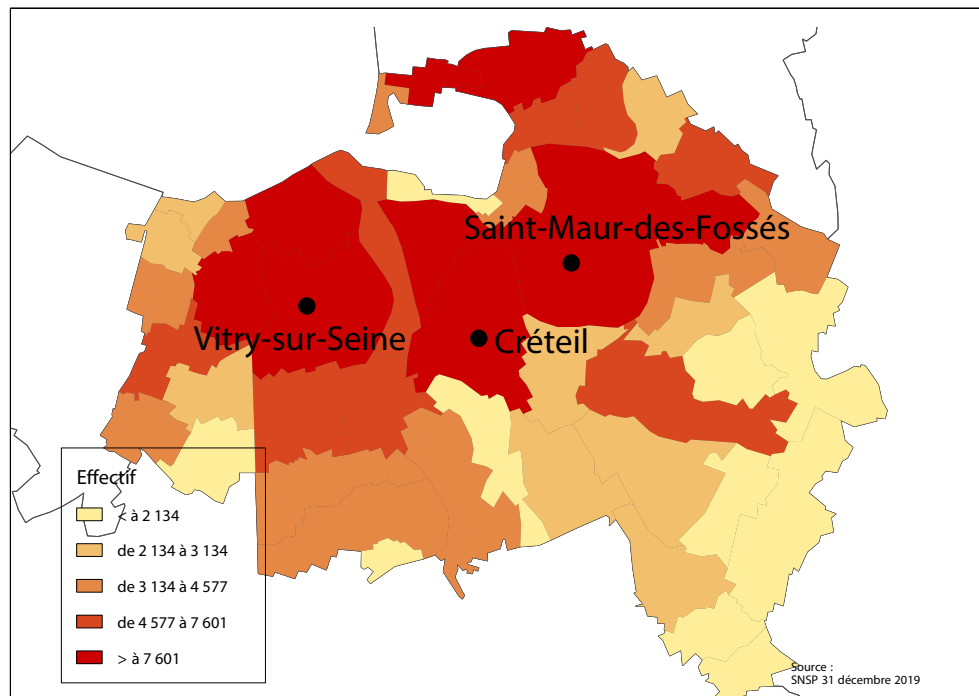 Saint-Maur-des-Fossés
Vitry-sur-Seine
Créteil
Effectif
< à 2 134
de 2 134 à 3 134
de 3 134 à 4 577
de 4 577 à 7 601
> à 7 601
Source :
SNSP 31 décembre 2019